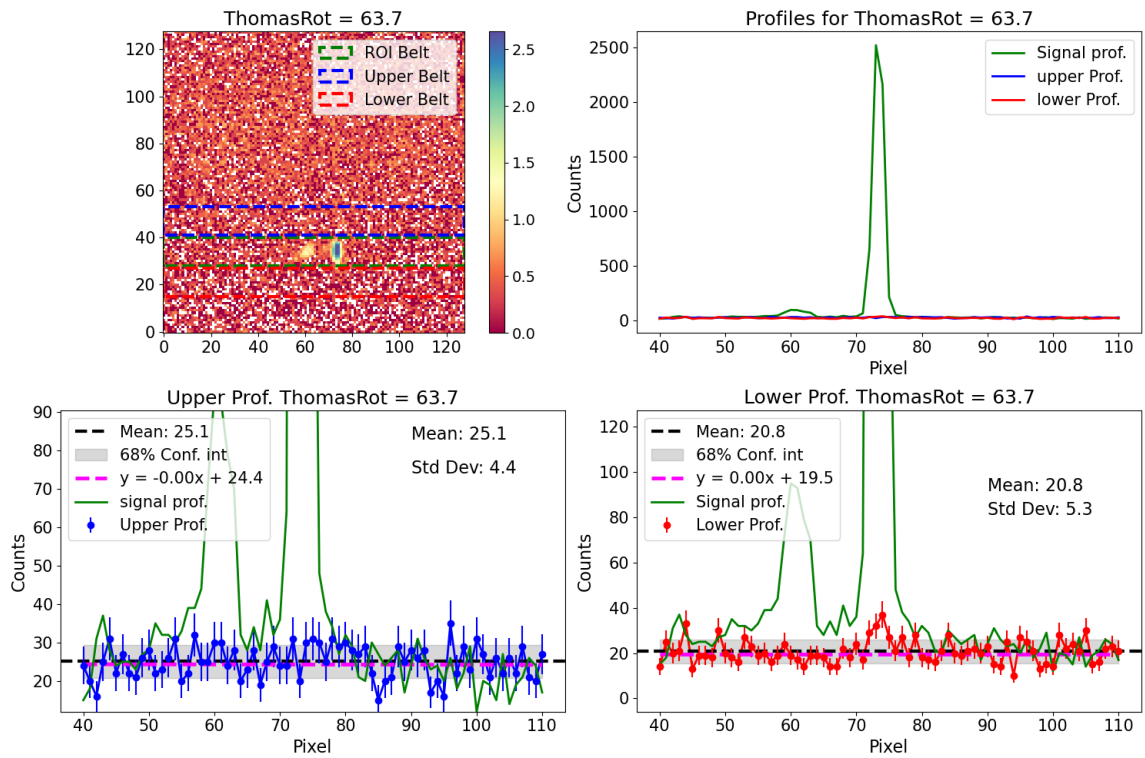 ThomasRot = 63.7
ROI Belt
Upper Belt
Lower Belt
120
100
80
60
40
20
0
0 20 40 60 80 100 120
2.5
2.0
1.5
1.0
0.5
0.0
Profiles for ThomasRot = 63.7
Signal prof.
upper Prof.
lower Prof.
Counts
2500
2000
1500
1000
500
0
40 50 60 70 80 90 100 110
Pixel
Upper Prof. ThomasRot = 63.7
Mean: 25.1
68% Conf. int
y = -0.00x + 24.4
signal prof.
Upper Prof.
Mean: 25.1
Std Dev: 4.4
Counts
90
80
70
60
50
40
30
20
40 50 60 70 80 90 100 110
Pixel
Lower Prof. ThomasRot = 63.7
Mean: 20.8
68% Conf. int
y = 0.00x + 19.5
Signal prof.
Lower Prof.
Mean: 20.8
Std Dev: 5.3
Counts
120
100
80
60
40
20
0
40 50 60 70 80 90 100 110
Pixel